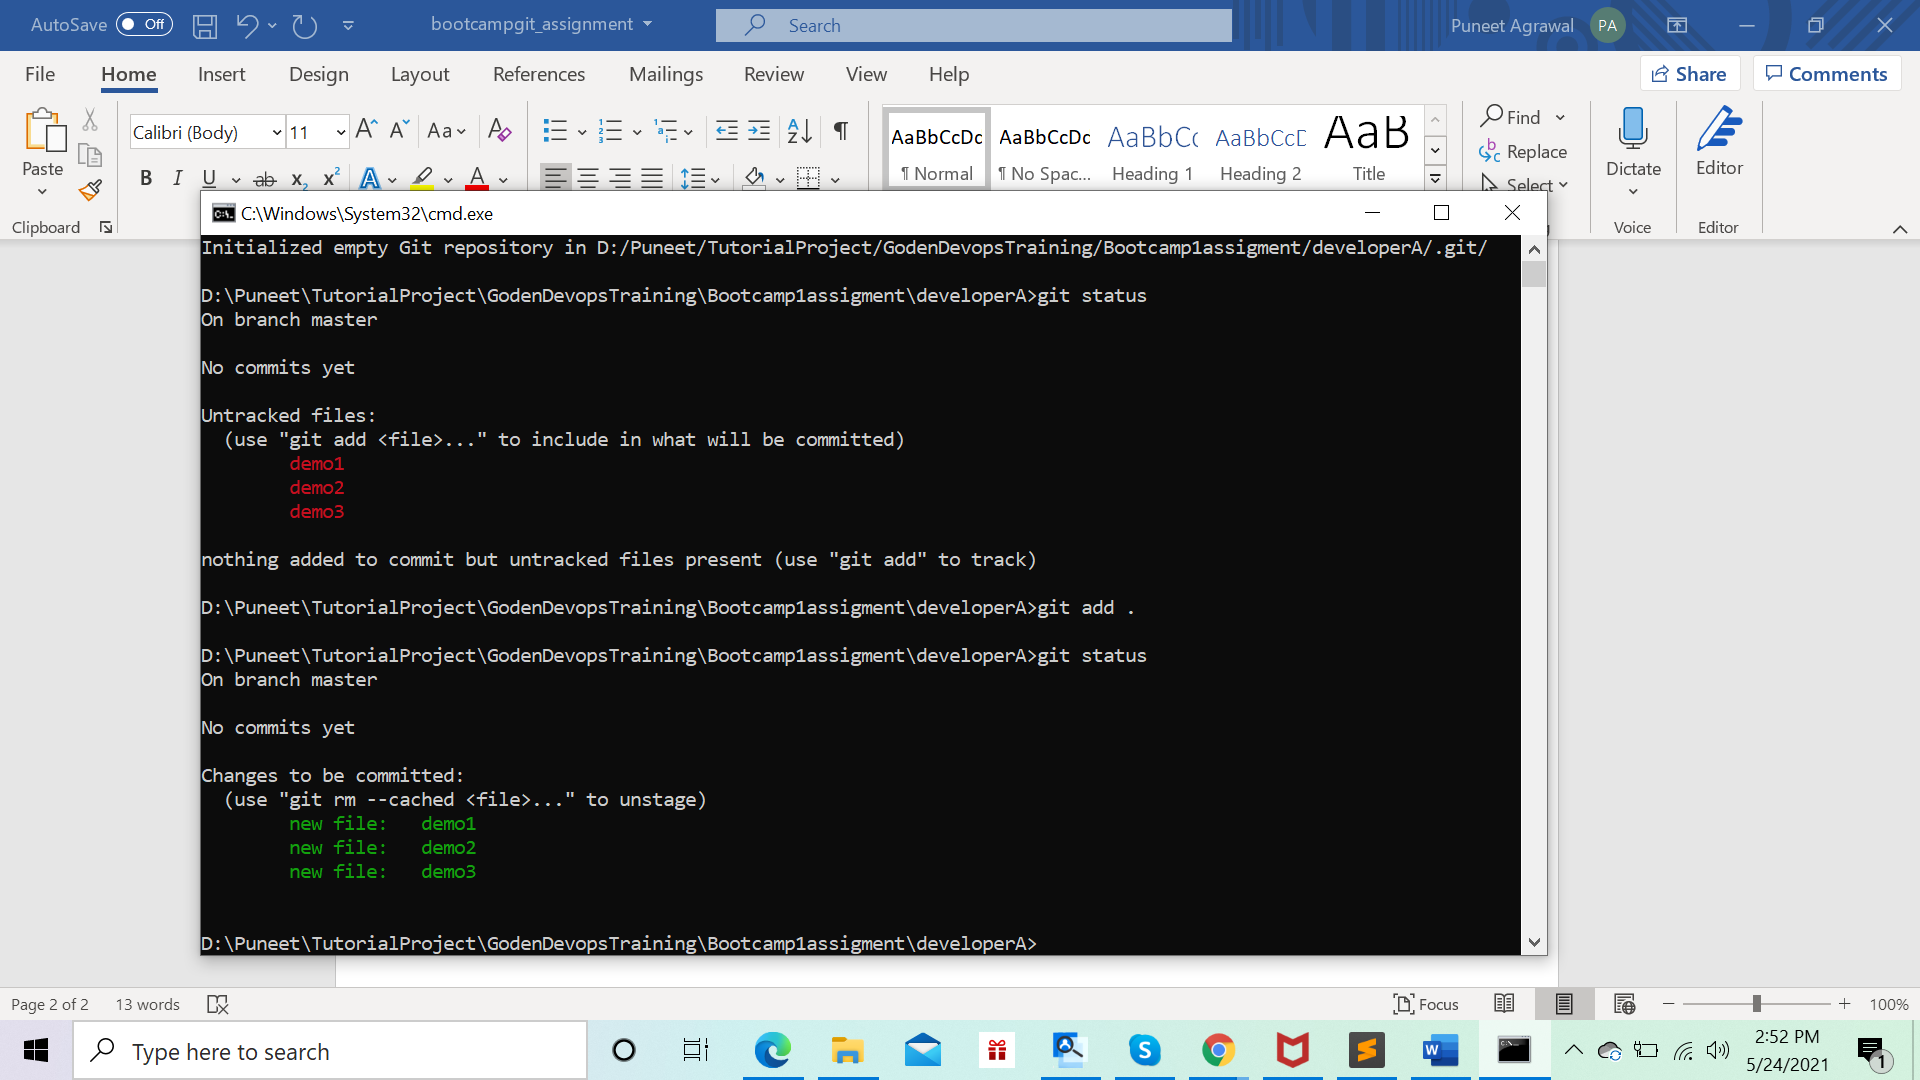 AutoSave Off bootcampgit_assignment Search Puneet Agrawal PA
File Home Insert Design Layout References Mailings Review View Help Share Comments
Calibri (Body) 11 Aa AaBbCcDc AaBbCcDc AaBbCc AaBbCcD AaB Find
Paste ¶ Normal ¶ No Spac... Heading 1 Heading 2 Title Replace Dictate Editor
Select
Clipboard Voice Editor
C:\Windows\System32\cmd.exe
Initialized empty Git repository in D:/Puneet/TutorialProject/GodenDevopsTraining/Bootcamp1assigment/developerA/.git/
D:\Puneet\TutorialProject\GodenDevopsTraining\Bootcamp1assigment\developerA>git status
On branch master
No commits yet
Untracked files:
(use "git add <file>..." to include in what will be committed)
demo1
demo2
demo3
nothing added to commit but untracked files present (use "git add" to track)
D:\Puneet\TutorialProject\GodenDevopsTraining\Bootcamp1assigment\developerA>git add .
D:\Puneet\TutorialProject\GodenDevopsTraining\Bootcamp1assigment\developerA>git status
On branch master
No commits yet
Changes to be committed:
(use "git rm --cached <file>..." to unstage)
new file: demo1
new file: demo2
new file: demo3
D:\Puneet\TutorialProject\GodenDevopsTraining\Bootcamp1assigment\developerA>
Page 2 of 2 13 words Focus 100%
Type here to search 2:52 PM
5/24/2021 1